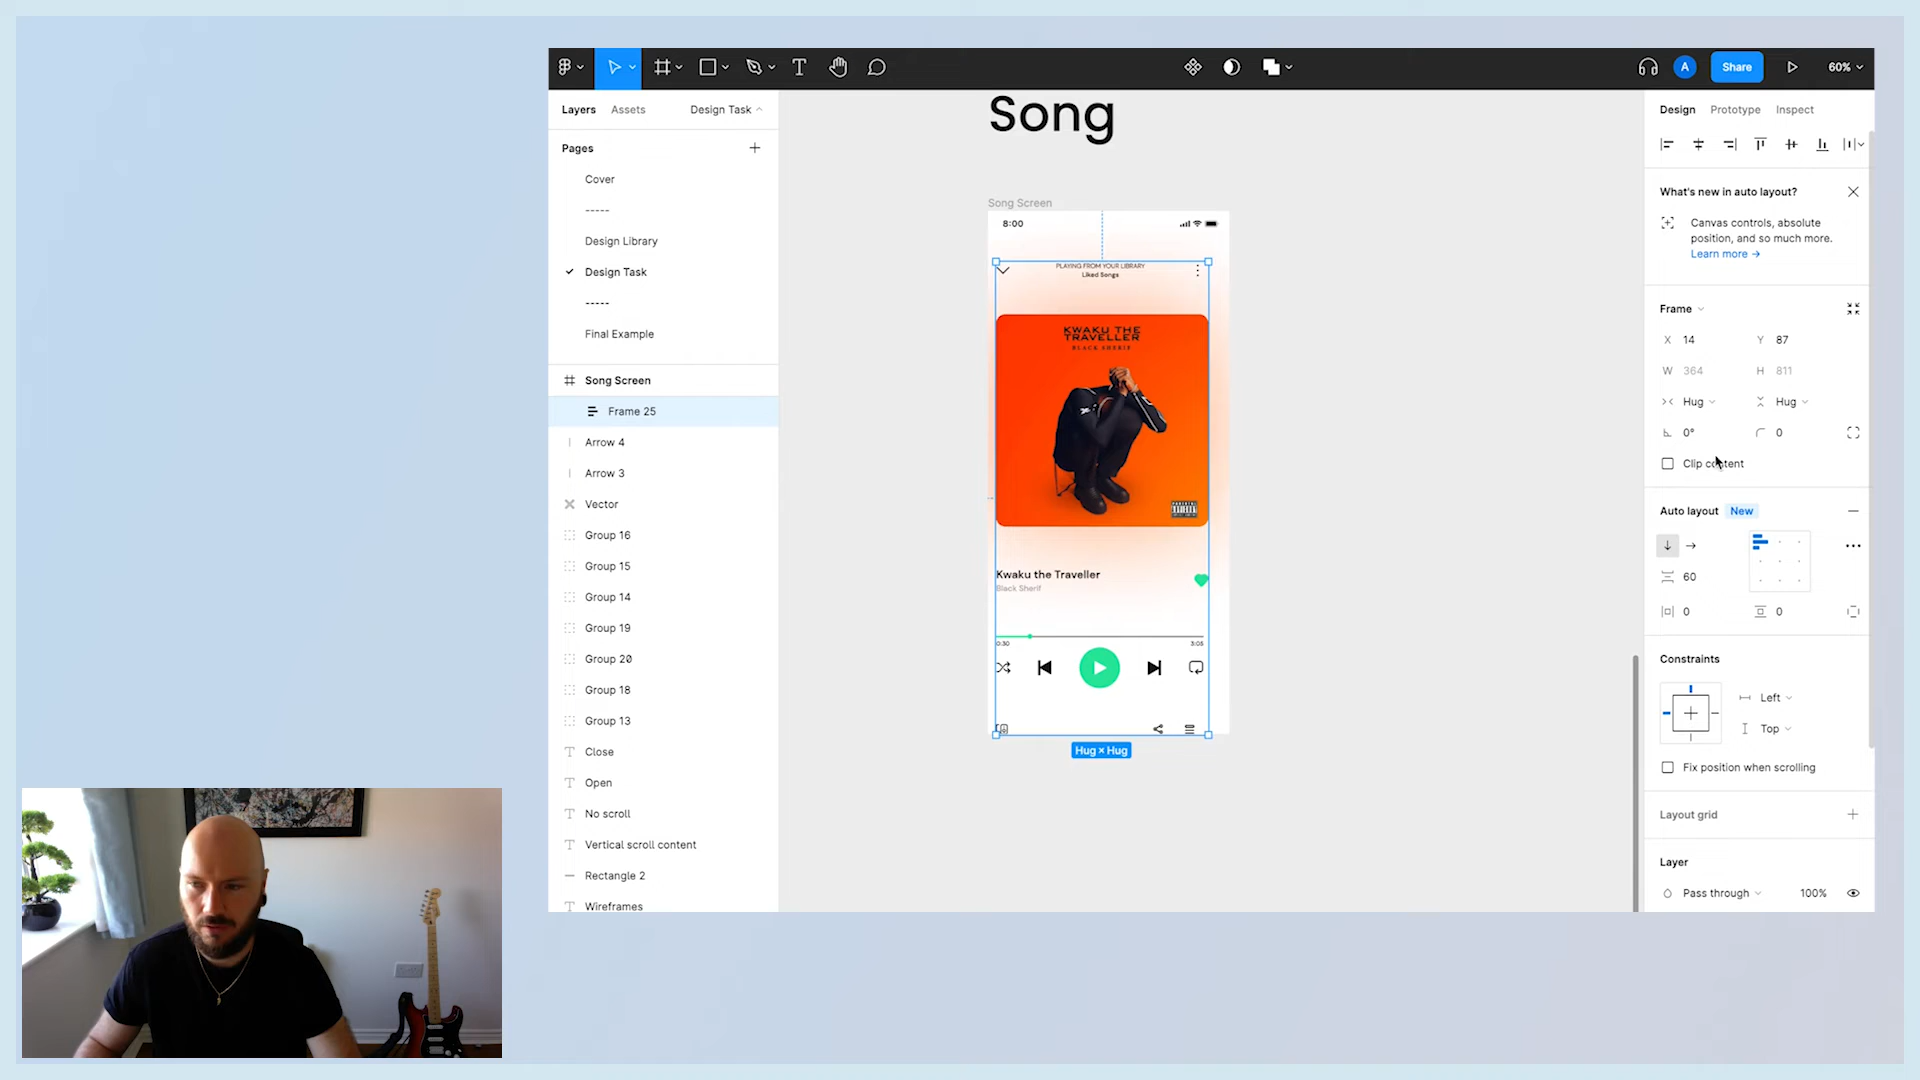 A
Share
60%
Layers
Assets
Design Task
Pages
Cover
-----
Design Library
Design Task
-----
Final Example
Song Screen
Frame 25
Arrow 4
Arrow 3
Vector
Group 16
Group 15
Group 14
Group 19
Group 20
Group 18
Group 13
Close
Open
No scroll
Vertical scroll content
Rectangle 2
Wireframes
Song
Song Screen
8:00
PLAYING FROM YOUR LIBRARY
Liked Songs
KWAKU THE
TRAVELLER
BLACK SHERIF
Kwaku the Traveller
Black Sherif
0:30
3:05
Hug × Hug
Design
Prototype
Inspect
What's new in auto layout?
Canvas controls, absolute
position, and so much more.
Learn more →
Frame
X 14
Y 87
W 364
H 811
Hug
Hug
0°
0
Clip content
Auto layout
New
60
0
0
Constraints
Left
Top
Fix position when scrolling
Layout grid
Layer
Pass through
100%